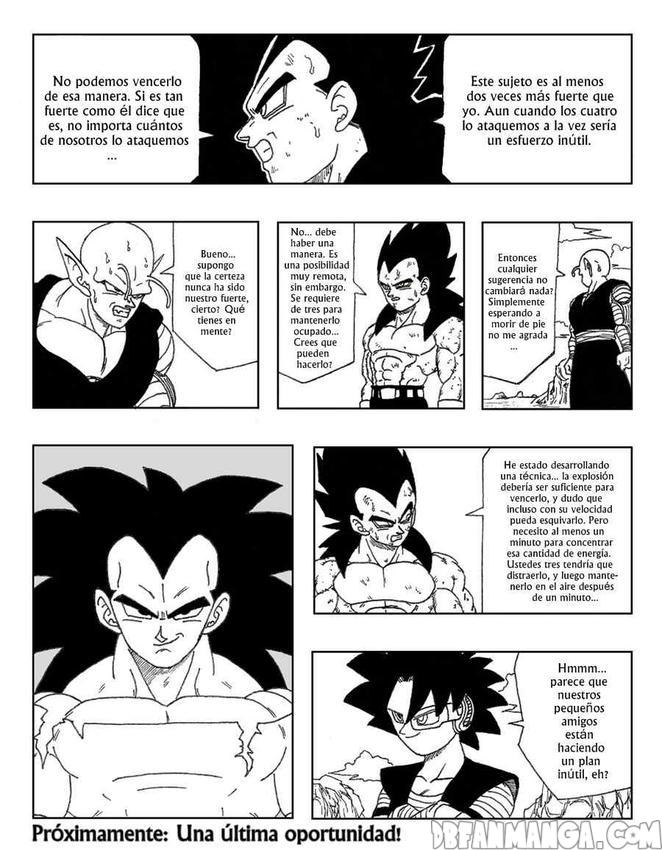 Este sujeto es al menos
dos veces más fuerte que
yo. Aun cuando los cuatro
lo ataquemos a la vez sería
un esfuerzo inútil.
No podemos vencerlo
de esa manera. Si es tan
fuerte como él dice que
es, no importa cuántos
de nosotros lo ataquemos
...
Entonces
cualquier
sugerencia no
cambiará nada?
Simplemente
esperando a
morir de pie
no me agrada
...
No... debe
haber una
manera. Es
una posibilidad
muy remota,
sin embargo.
Se requiere
de tres para
mantenerlo
ocupado...
Crees que
pueden
hacerlo?
Bueno...
supongo
que la certeza
nunca ha sido
nuestro fuerte,
cierto? Qué
tienes en
mente?
He estado desarrollando
una técnica... la explosión
debería ser suficiente para
vencerlo, y dudo que
incluso con su velocidad
pueda esquivarlo. Pero
necesito al menos un
minuto para concentrar
esa cantidad de energía.
Ustedes tres tendría que
distraerlo, y luego mante-
nerlo en el aire después
de un minuto...
Hmmm...
parece que
nuestros
pequeños
amigos
están
haciendo
un plan
inútil, eh?
Próximamente: Una última oportunidad!
DBFANMANGA.COM